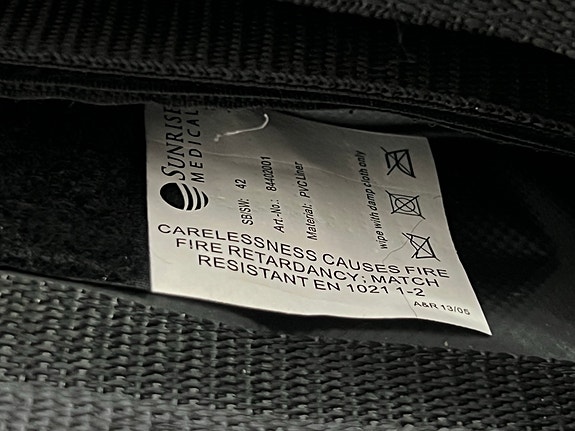 SUNRISE
MEDICAL
SB/SW: 42
Art.-No.: 84402001
Material: PVC Liner
wipe with damp cloth only
CARELESSNESS CAUSES FIRE
FIRE RETARDANCY: MATCH
RESISTANT EN 1021 1-2
A&R 13/05